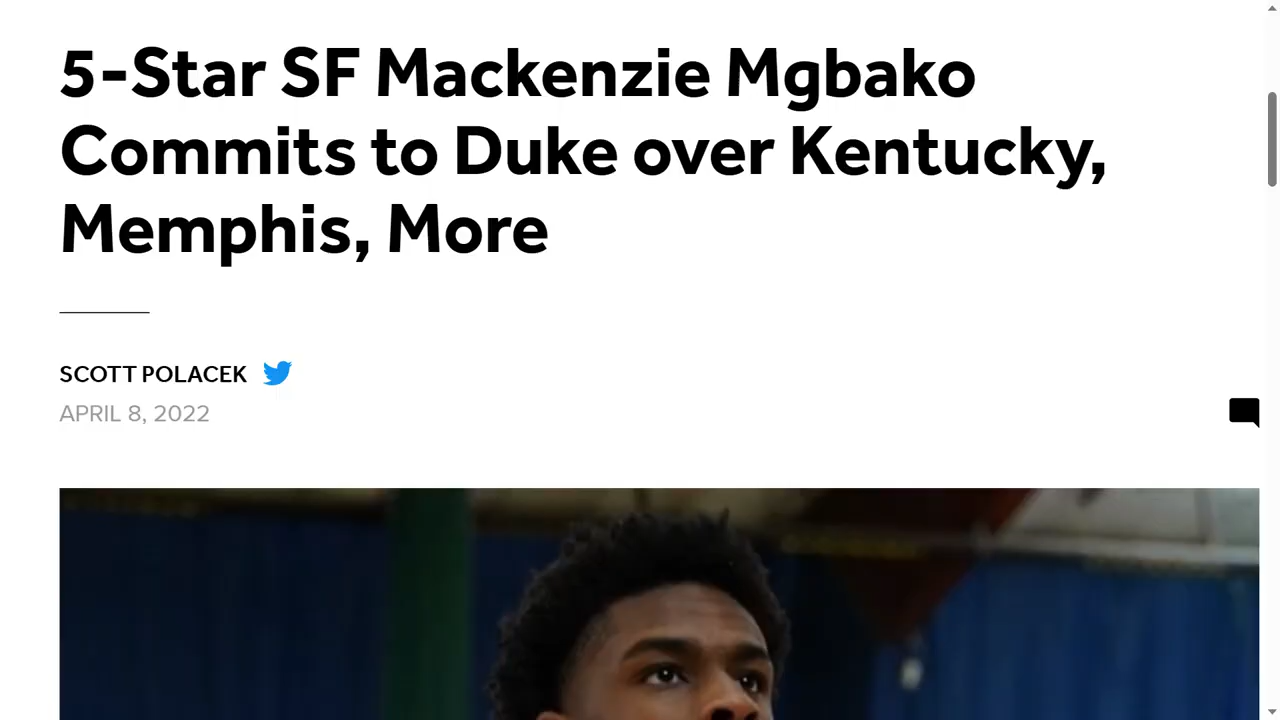 5-Star SF Mackenzie Mgbako
Commits to Duke over Kentucky,
Memphis, More
SCOTT POLACEK
APRIL 8, 2022